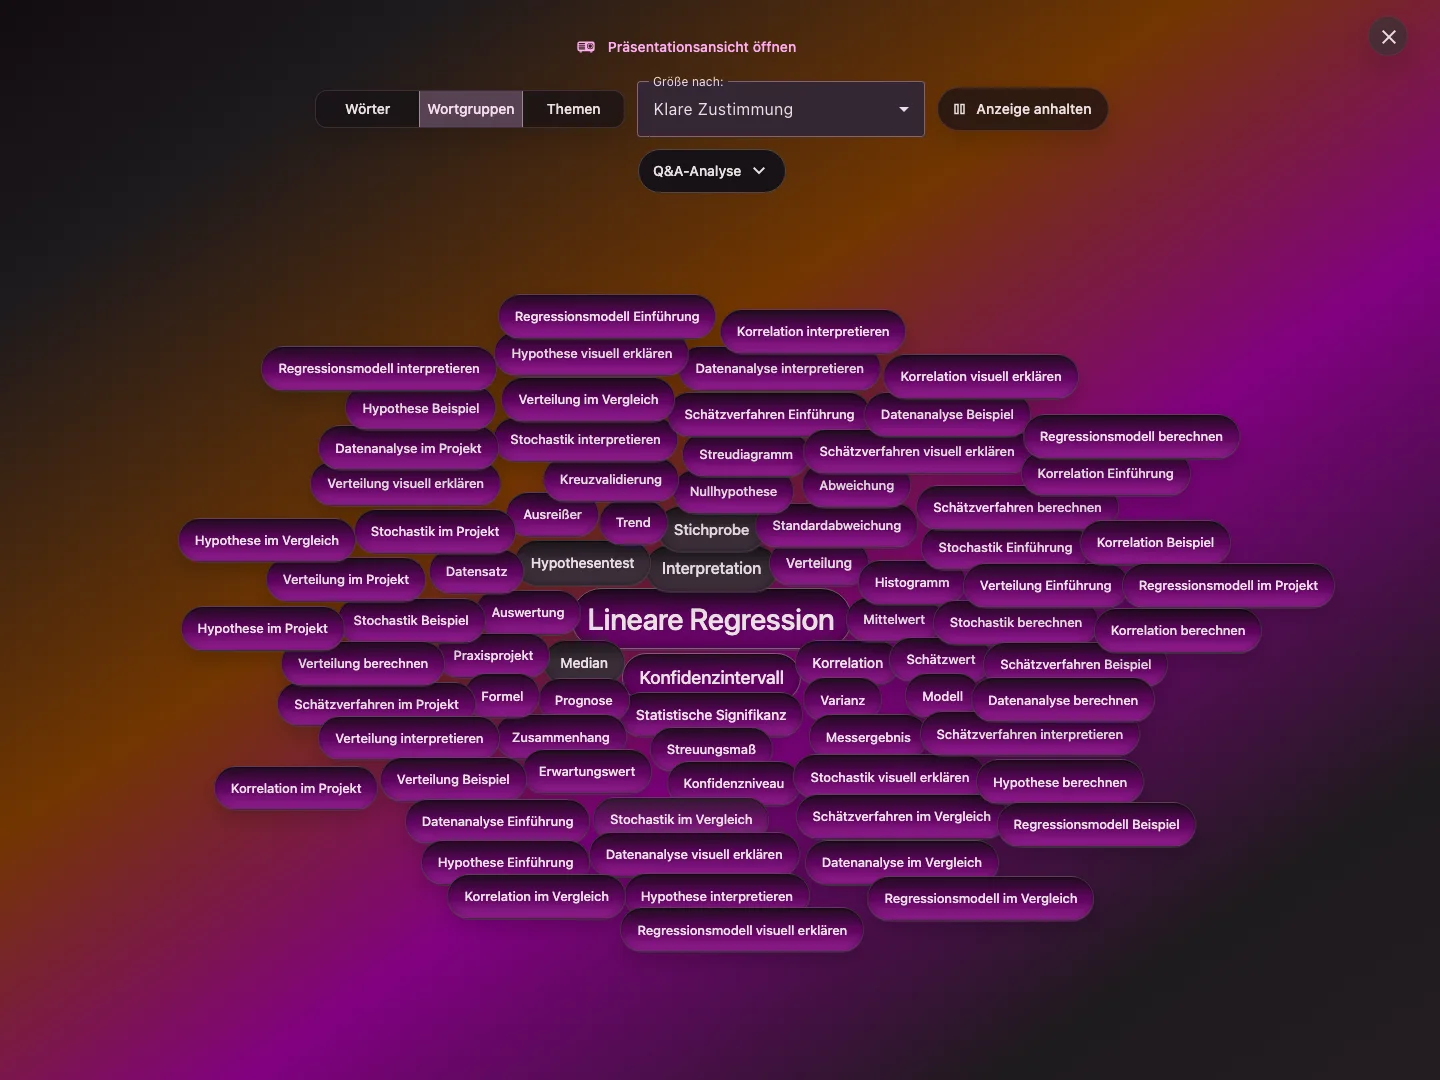 Präsentationsansicht öffnen
Größe nach:
Wörter Wortgruppen Themen Klare Zustimmung Anzeige anhalten
Q&A-Analyse
Regressionsmodell Einführung
Korrelation interpretieren
Hypothese visuell erklären
Regressionsmodell interpretieren Datenanalyse interpretieren
Korrelation visuell erklären
Verteilung im Vergleich
Hypothese Beispiel
Schätzverfahren Einführung Datenanalyse Beispiel
Stochastik interpretieren Regressionsmodell berechnen
Datenanalyse im Projekt
Streudiagramm Schätzverfahren visuell erklären
Korrelation Einführung
Verteilung visuell erklären Kreuzvalidierung
Nullhypothese Abweichung
Schätzverfahren berechnen
Ausreißer
Trend
Stochastik im Projekt Stichprobe Standardabweichung
Hypothese im Vergleich Korrelation Beispiel
Stochastik Einführung
Hypothesentest Interpretation Verteilung
Datensatz
Verteilung im Projekt Histogramm Verteilung Einführung Regressionsmodell im Projekt
Auswertung
Stochastik Beispiel Lineare Regression Mittelwert Stochastik berechnen
Hypothese im Projekt Korrelation berechnen
Praxisprojekt
Verteilung berechnen Median Korrelation Schätzwert Schätzverfahren Beispiel
Konfidenzintervall
Formel Prognose Varianz Modell Datenanalyse berechnen
Schätzverfahren im Projekt
Statistische Signifikanz
Verteilung interpretieren Zusammenhang Messergebnis Schätzverfahren interpretieren
Streuungsmaß
Erwartungswert
Verteilung Beispiel Konfidenzniveau Stochastik visuell erklären Hypothese berechnen
Korrelation im Projekt
Datenanalyse Einführung Stochastik im Vergleich Schätzverfahren im Vergleich Regressionsmodell Beispiel
Hypothese Einführung Datenanalyse visuell erklären Datenanalyse im Vergleich
Korrelation im Vergleich Hypothese interpretieren Regressionsmodell im Vergleich
Regressionsmodell visuell erklären